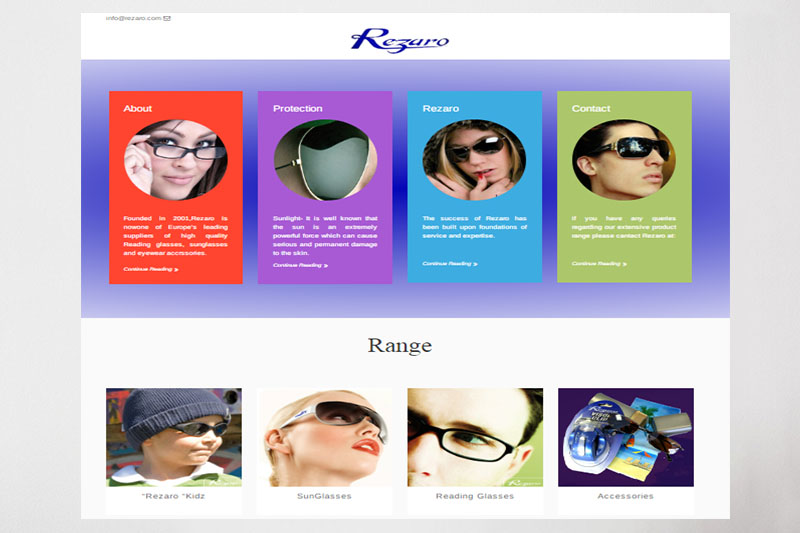 info@rezaro.com
Rezaro
About
Founded in 2001,Rezaro is
nowone of Europe's leading
suppliers of high quality
Reading glasses, sunglasses
and eyewear accrissories.
Continue Reading »
Protection
Sunlight- It is well known that
the sun is an extremely
powerful force which can cause
serious and permanent damage
to the skin.
Continue Reading »
Rezaro
The success of Rezaro has
been built upon foundations of
service and expertise.
Continue Reading »
Contact
If you have any queries
regarding our extensive product
range please cantact Rezaro at:
Continue Reading »
Range
"Rezaro "Kidz
SunGlasses
Rezaro
Reading Glasses
Rezaro
Accessories